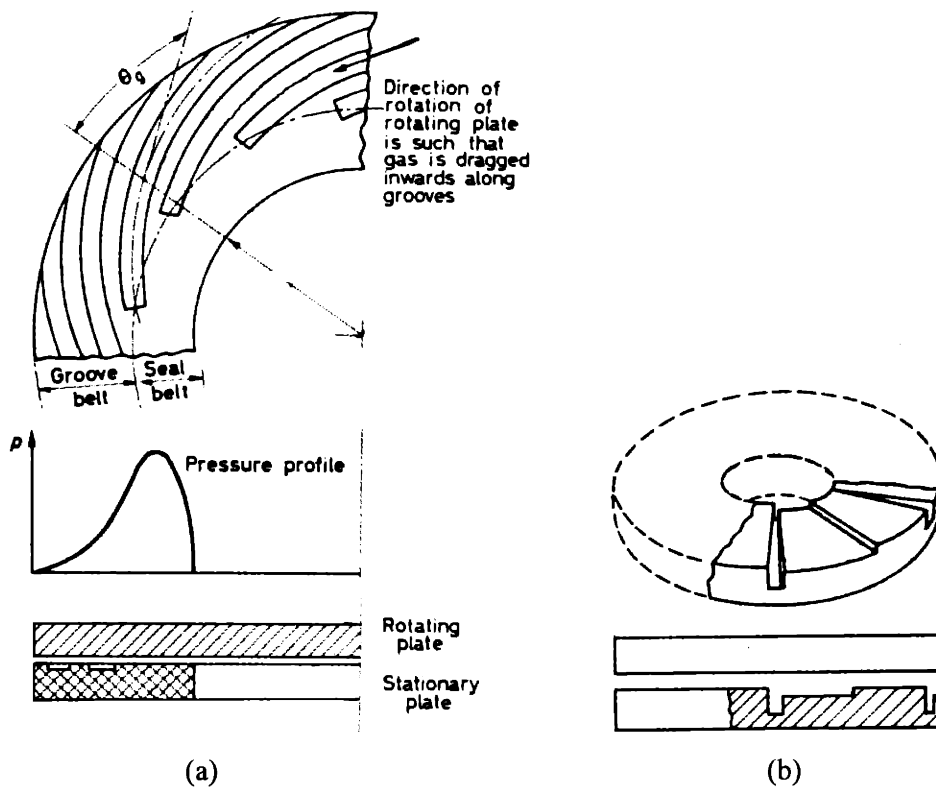 θg
Direction of
rotation of
rotating plate
is such that
gas is dragged
inwards along
grooves
Groove
belt
Seal
belt
p
Pressure profile
Rotating
plate
Stationary
plate
(a)
(b)